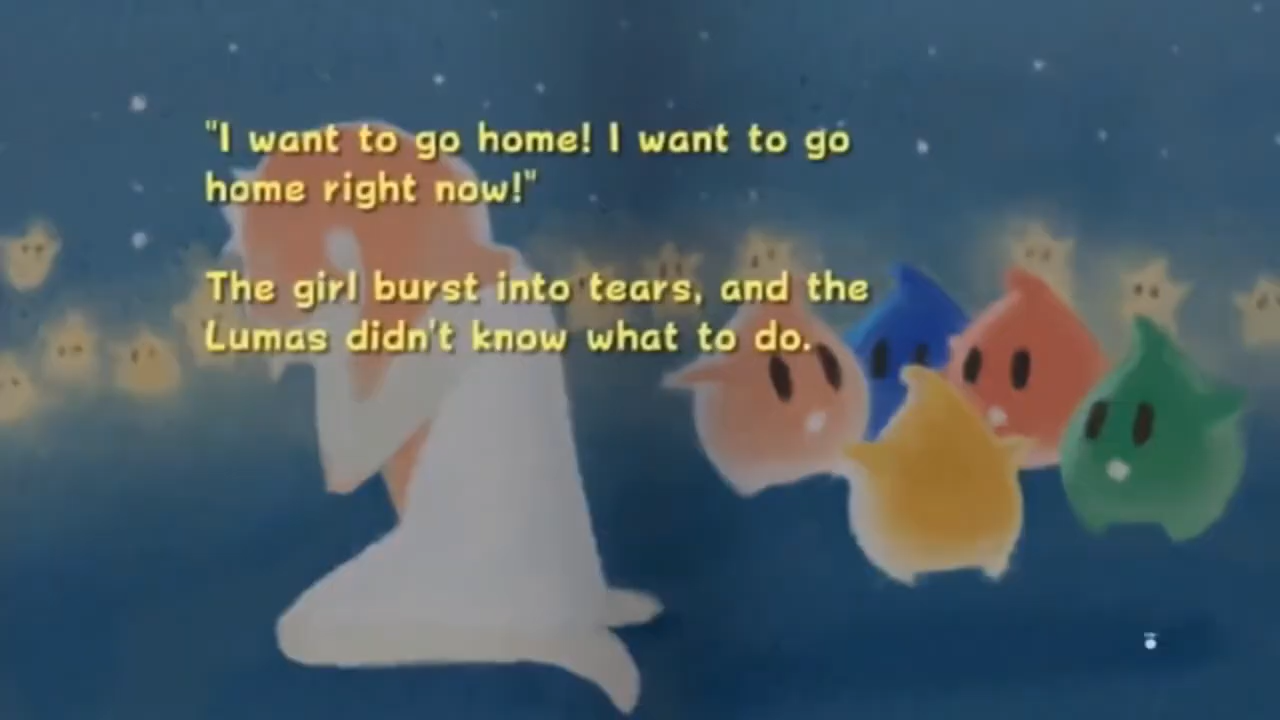 "I want to go home! I want to go
home right now!"
The girl burst into tears, and the
Lumas didn't know what to do.